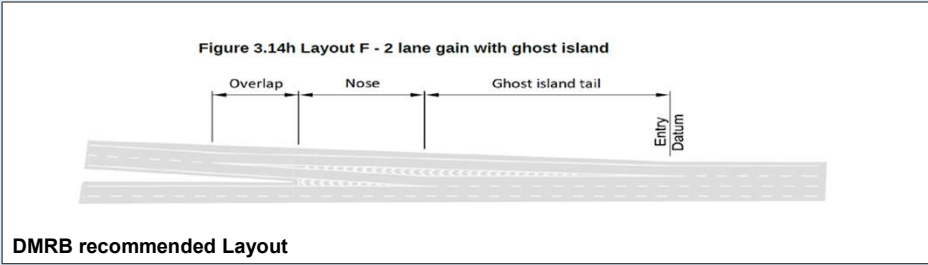 Figure 3.14h Layout F - 2 lane gain with ghost island
Overlap
Nose
Ghost island tail
Entry
Datum
DMRB recommended Layout